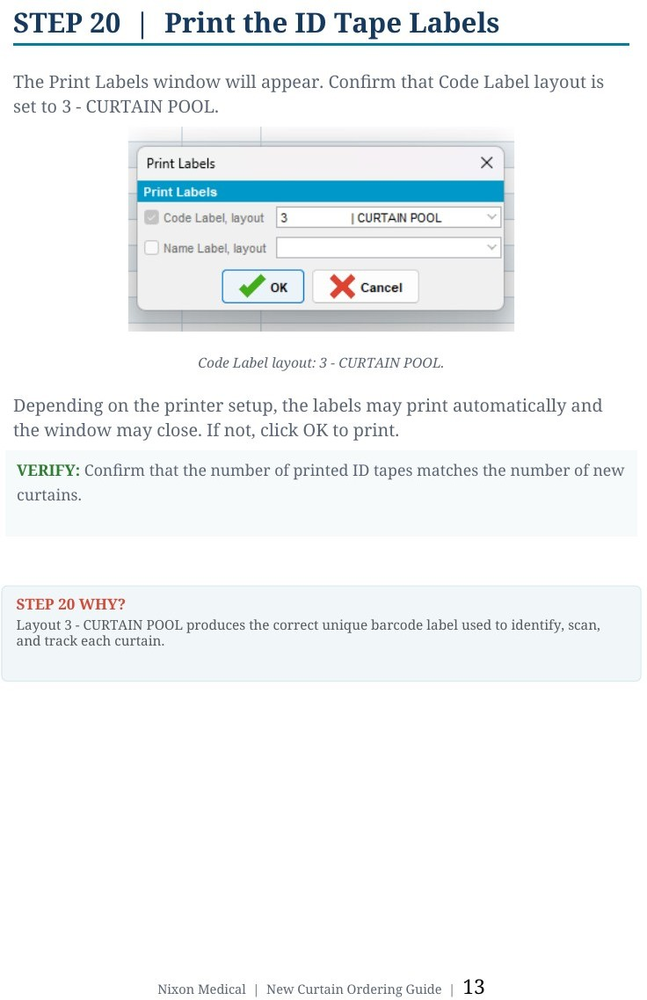 STEP 20 | Print the ID Tape Labels
The Print Labels window will appear. Confirm that Code Label layout is
set to 3 - CURTAIN POOL.
Print Labels
Print Labels
Code Label, layout 3 | CURTAIN POOL
Name Label, layout
OK Cancel
Code Label layout: 3 - CURTAIN POOL.
Depending on the printer setup, the labels may print automatically and
the window may close. If not, click OK to print.
VERIFY: Confirm that the number of printed ID tapes matches the number of new
curtains.
STEP 20 WHY?
Layout 3 - CURTAIN POOL produces the correct unique barcode label used to identify, scan,
and track each curtain.
Nixon Medical | New Curtain Ordering Guide | 13